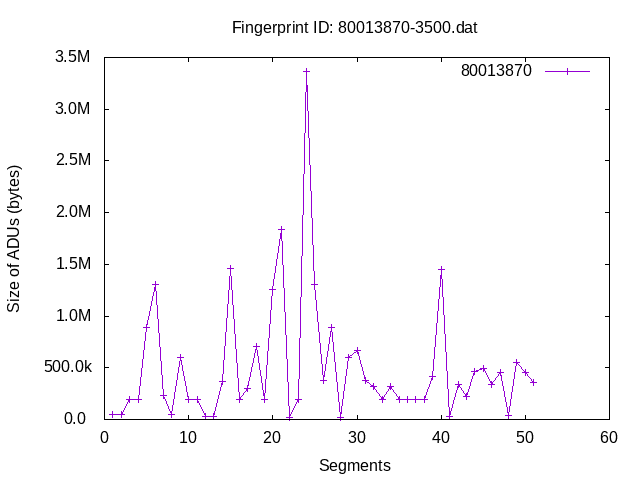 Fingerprint ID: 80013870-3500.dat
80013870
3.5M
3.0M
2.5M
2.0M
1.5M
1.0M
500.0k
0.0
Size of ADUs (bytes)
0 10 20 30 40 50 60
Segments